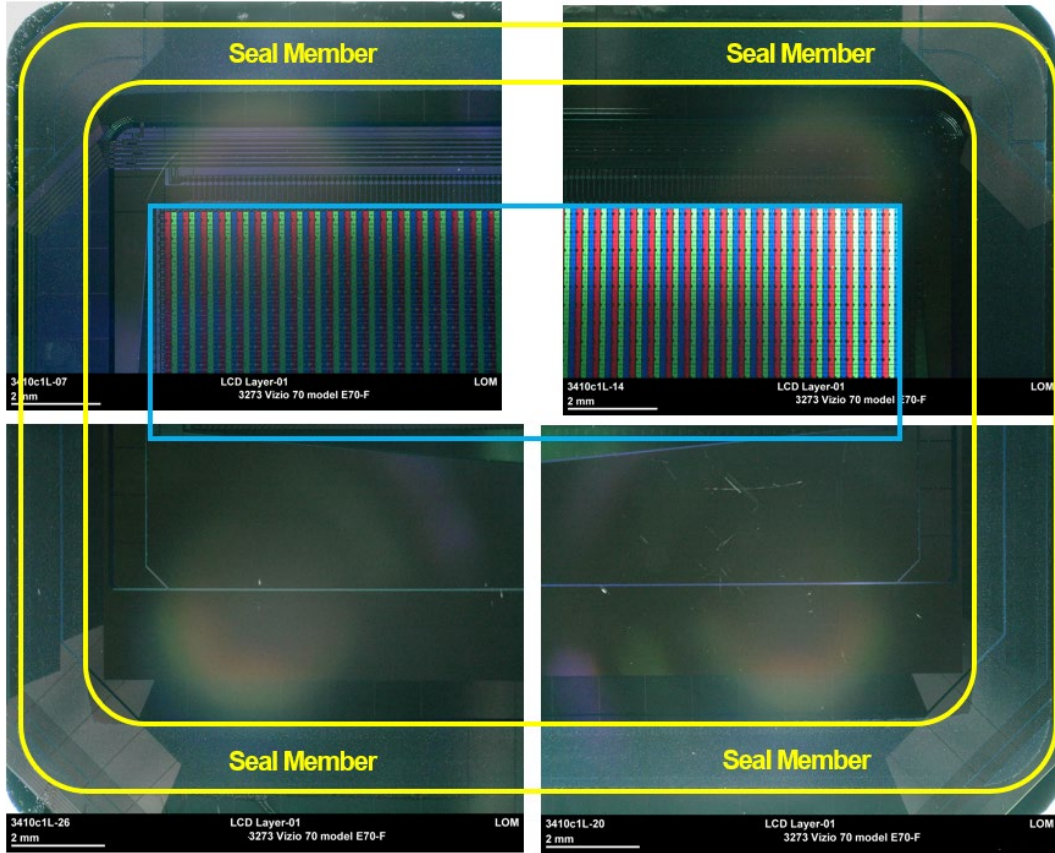 Seal Member
Seal Member
3410c1L-07 LCD Layer-01 LOM
2 mm 3273 Vizio 70 model E70-F
3410c1L-14 LCD Layer-01 LOM
2 mm 3273 Vizio 70 model E70-F
Seal Member
Seal Member
3410c1L-26 LCD Layer-01 LOM
2 mm 3273 Vizio 70 model E70-F
3410c1L-20 LCD Layer-01 LOM
2 mm 3273 Vizio 70 model E70-F